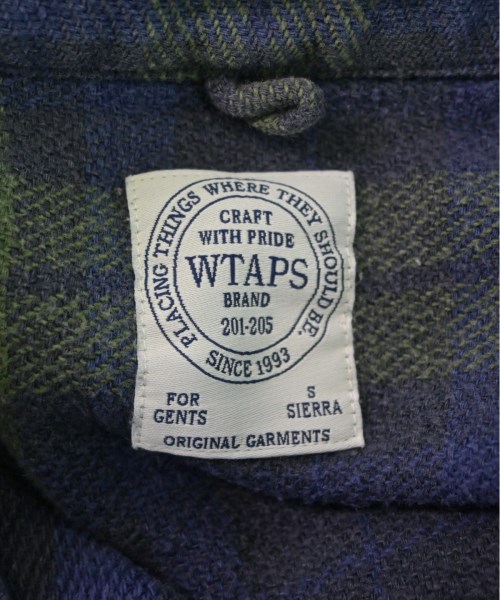 PLACING THINGS WHERE THEY SHOULD BE.
CRAFT
WITH PRIDE
WTAPS
BRAND
201-205
SINCE 1993
FOR
GENTS
S
SIERRA
ORIGINAL GARMENTS